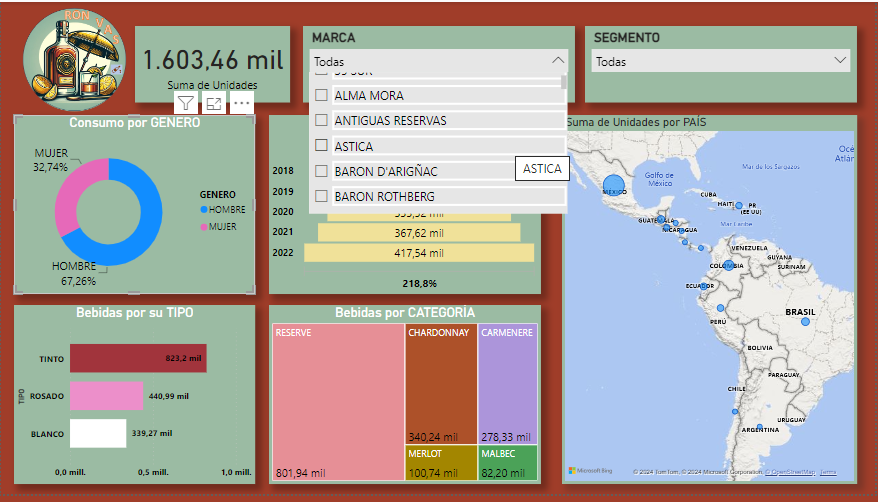 RON VAS
1.603,46 mil
Suma de Unidades
MARCA
Todas
ALMA MORA
ANTIGUAS RESERVAS
ASTICA
BARON D'ARIGÑAC
BARON ROTHBERG
ASTICA
SEGMENTO
Todas
Consumo por GENERO
MUJER
32,74%
HOMBRE
67,26%
GENERO
HOMBRE
MUJER
2018
2019
2020
2021
367,62 mil
2022
417,54 mil
218,8%
Bebidas por su TIPO
TIPO
TINTO
823,2 mil
ROSADO
440,99 mil
BLANCO
339,27 mil
0,0 mill.
0,5 mill.
1,0 mill.
Bebidas por CATEGORÍA
RESERVE
801,94 mil
CHARDONNAY
340,24 mil
CARMENERE
278,33 mil
MERLOT
100,74 mil
MALBEC
82,20 mil
Suma de Unidades por PAÍS
Océ
Atlán
Mar de los Sargazos
Golfo de
México
MÉXICO
CUBA
HAITI
PR
(EE UU)
GUATEMALA
Mar Caribe
NICARAGUA
VENEZUELA
GUYANA
SURINAM
COLOMBIA
ECUADOR
PERÚ
BRASIL
BOLIVIA
PARAGUAY
CHILE
URUGUAY
ARGENTINA
Microsoft Bing
© 2024 TomTom, © 2024 Microsoft Corporation, © OpenStreetMap Terms